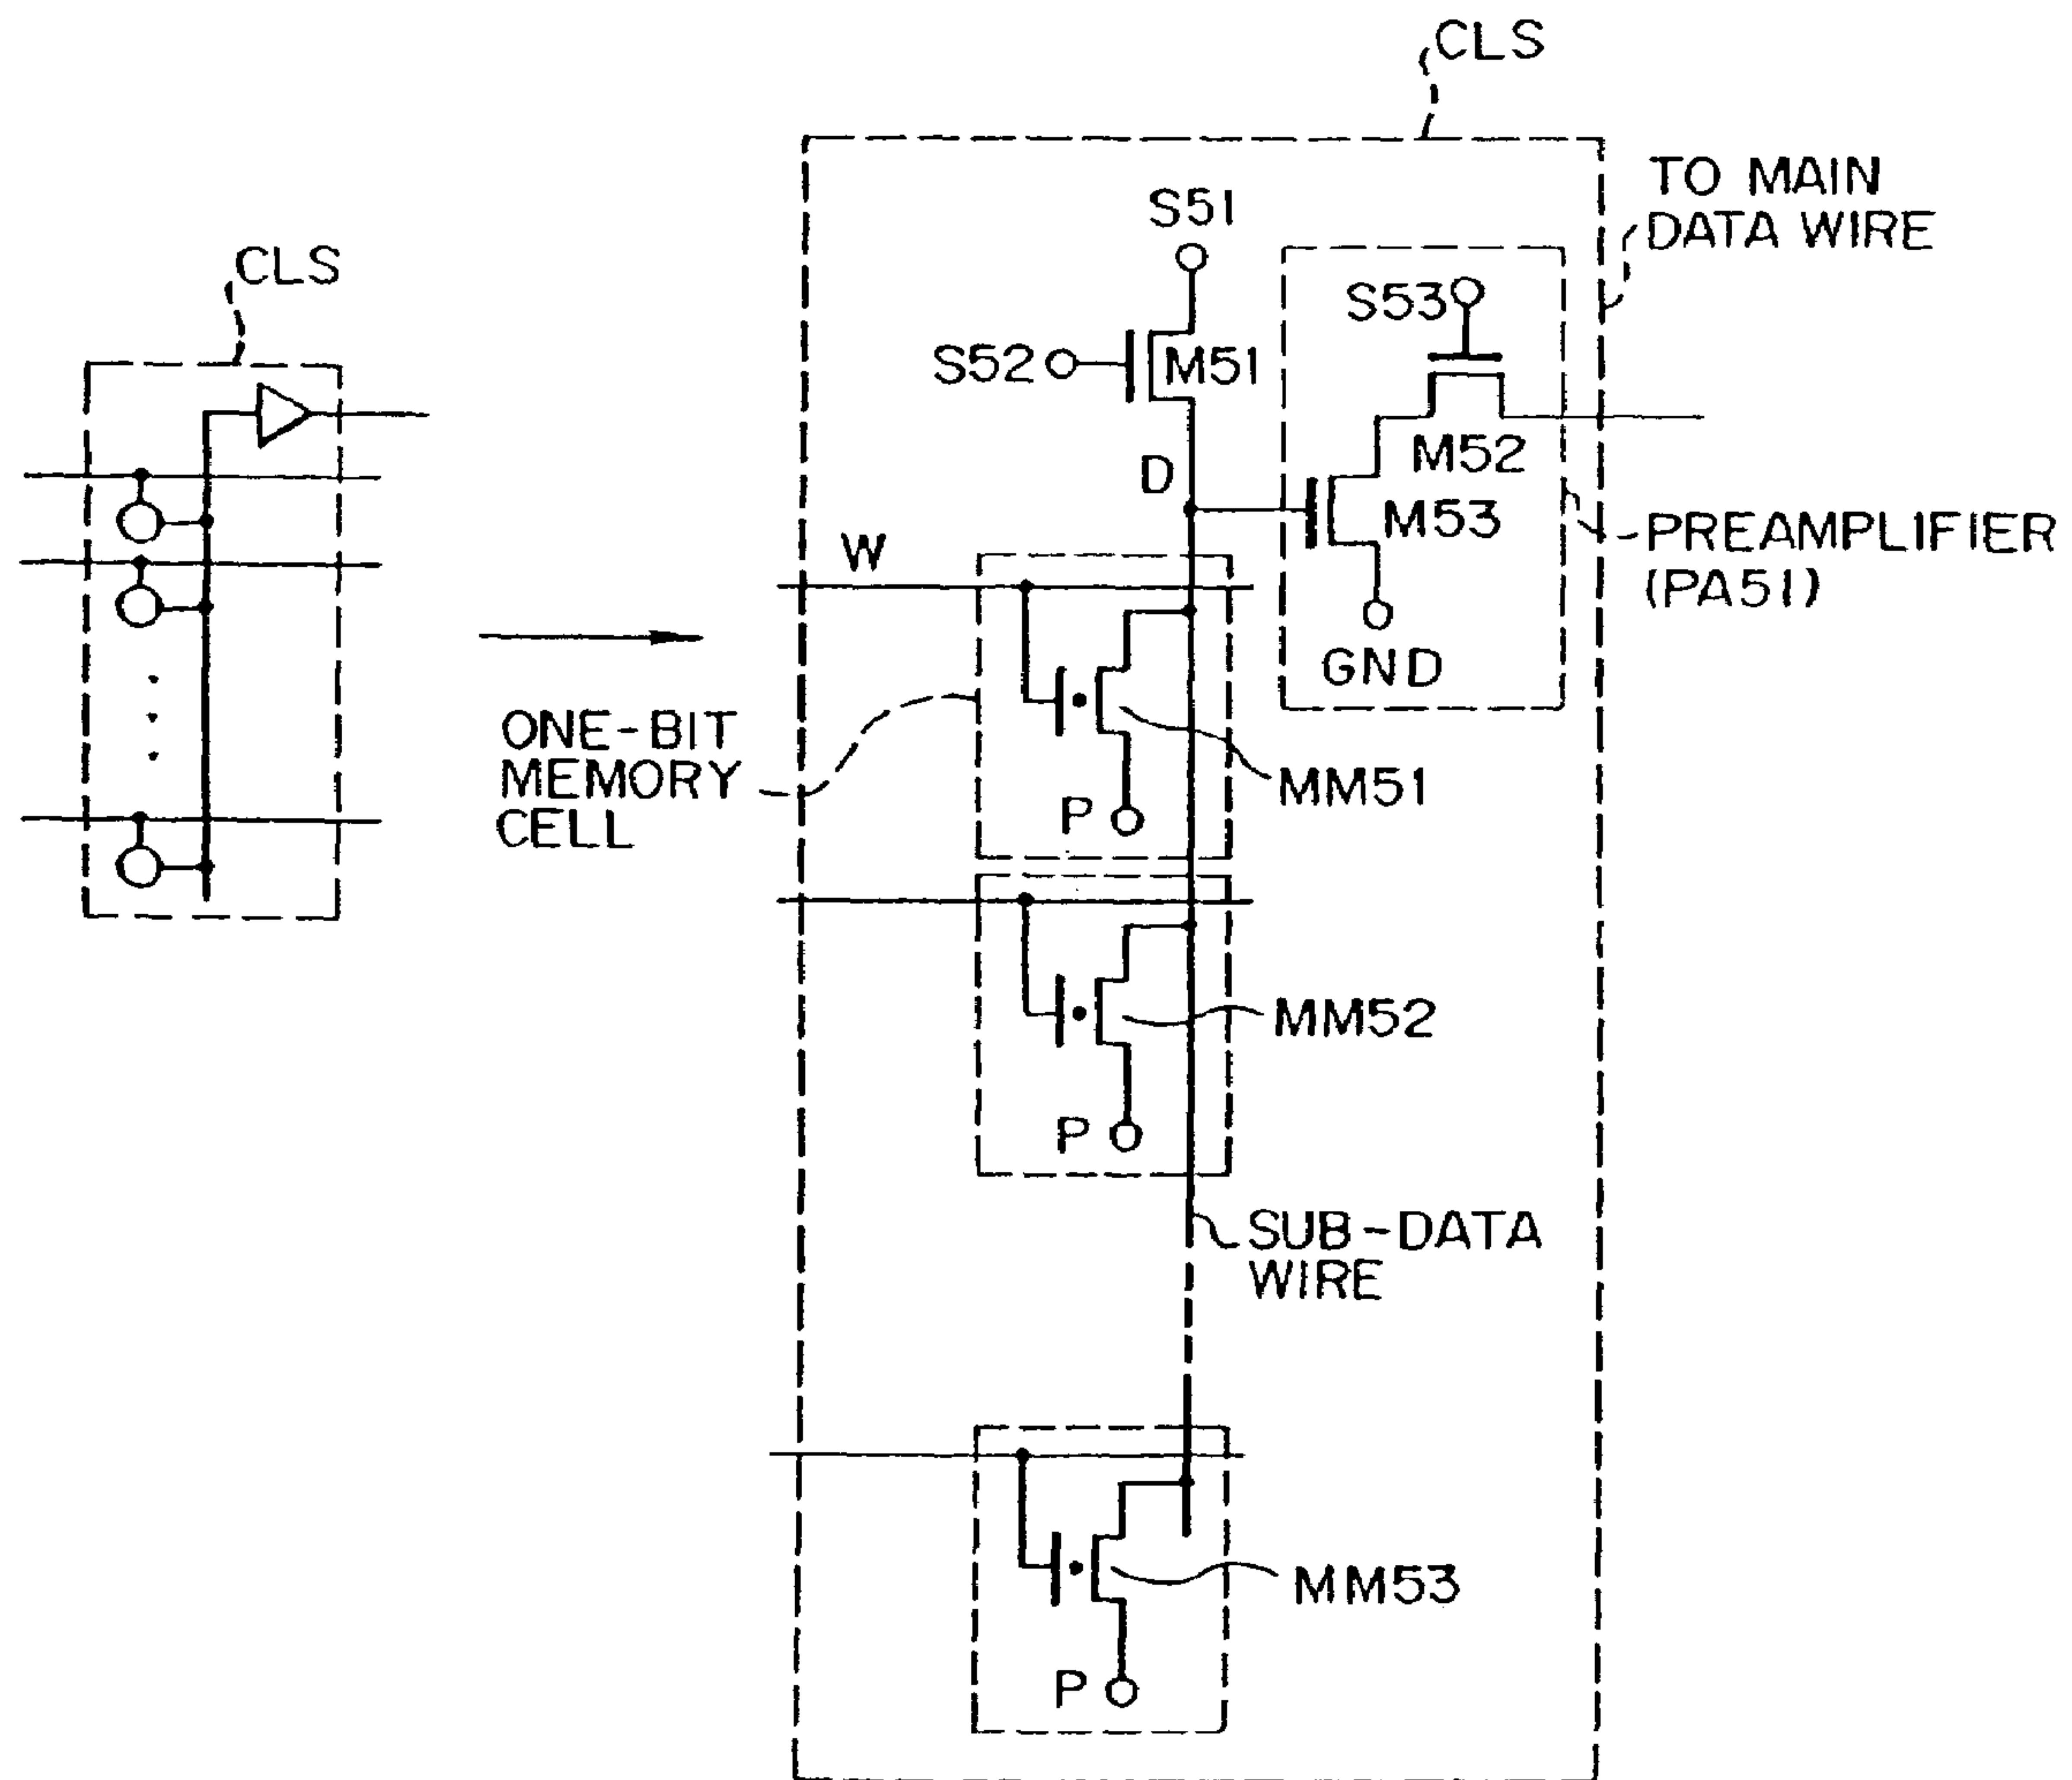 CLS
CLS
TO MAIN
DATA WIRE
S51
S53
S52
M51
M52
D
M53
PREAMPLIFIER
(PA51)
W
GND
ONE-BIT
MEMORY
CELL
MM51
P
MM52
P
SUB-DATA
WIRE
MM53
P